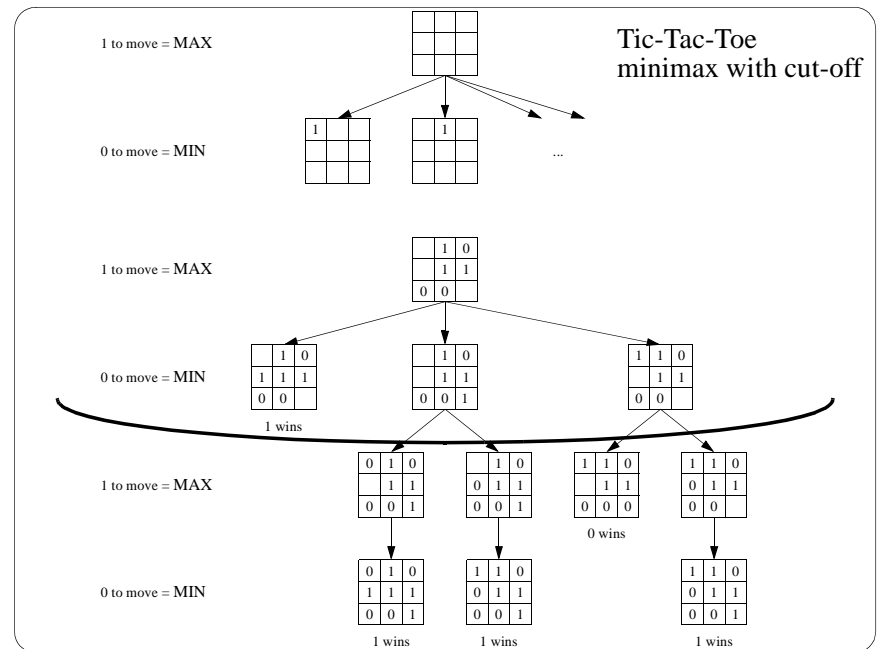 1 to move = MAX
Tic-Tac-Toe
minimax with cut-off
0 to move = MIN
1
1
...
1 to move = MAX
1 0
1 1
0 0
0 to move = MIN
1 0
1 1 1
0 0
1 wins
1 0
1 1
0 0 1
1 1 0
1 1
0 0
1 to move = MAX
0 1 0
1 1
0 0 1
1 0
0 1 1
0 0 1
1 1 0
1 1
0 0 0
0 wins
1 1 0
0 1 1
0 0
0 to move = MIN
0 1 0
1 1 1
0 0 1
1 wins
1 1 0
0 1 1
0 0 1
1 wins
1 1 0
0 1 1
0 0 1
1 wins